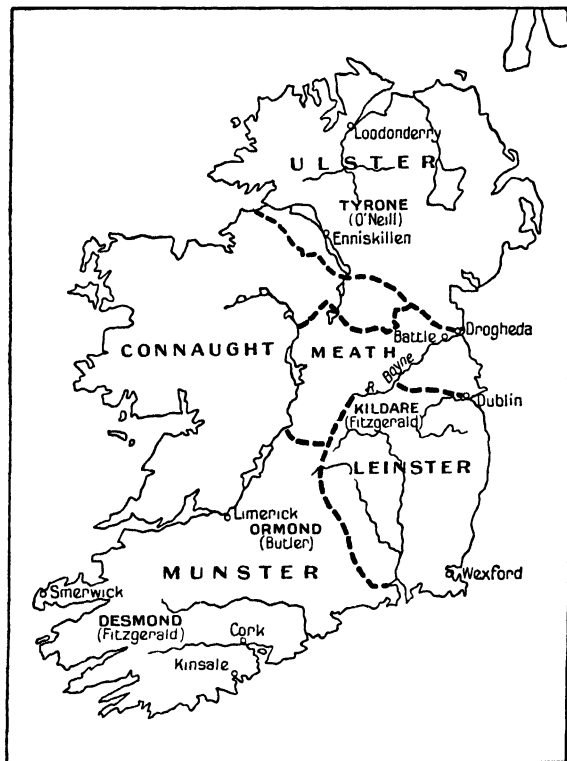 Loodonderry
ULSTER
TYRONE
(O'Neill)
Enniskillen
Battle
Drogheda
CONNAUGHT
MEATH
R. Boyne
KILDARE
(Fitzgerald)
Dublin
LEINSTER
Limerick
ORMOND
(Butler)
MUNSTER
Wexford
Smerwick
DESMOND
(Fitzgerald)
Cork
Kinsale